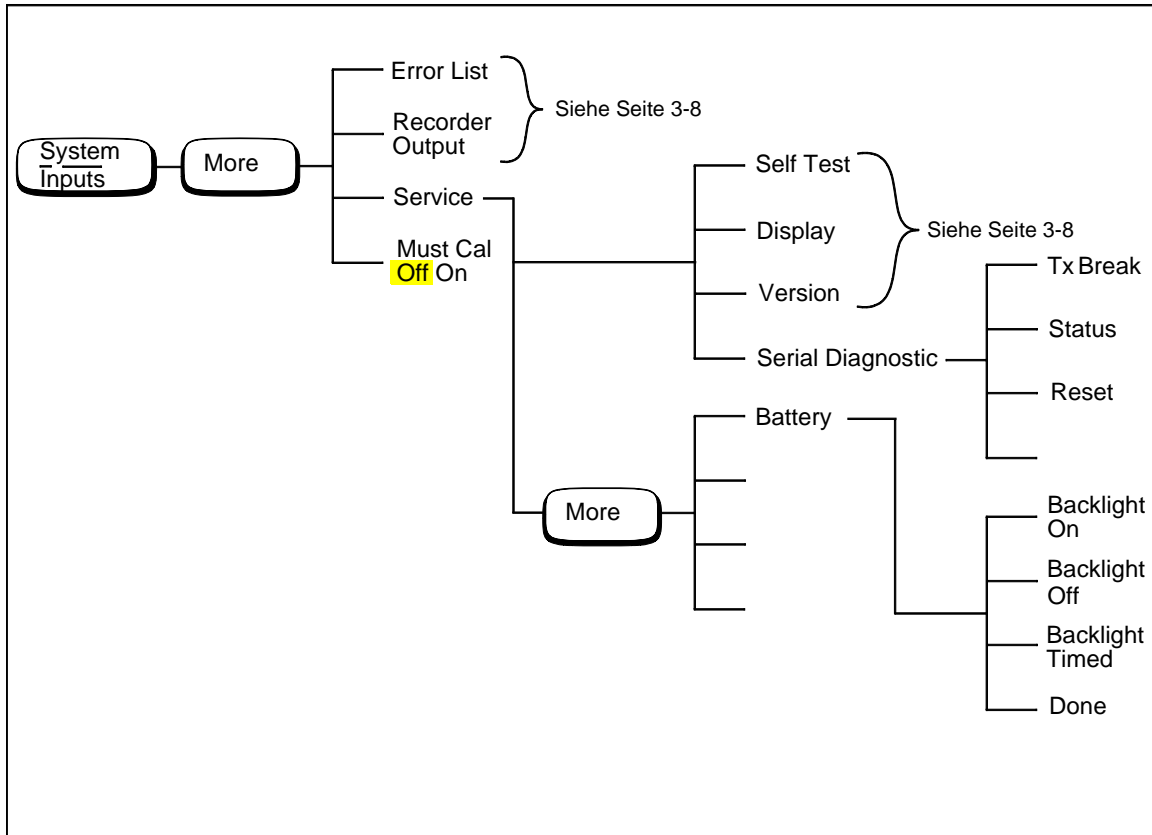 System
Inputs
More
Error List
Recorder
Output
Siehe Seite 3-8
Service
Must Cal
Off On
Self Test
Display
Version
Siehe Seite 3-8
Serial Diagnostic
Tx Break
Status
Reset
More
Battery
Backlight
On
Backlight
Off
Backlight
Timed
Done